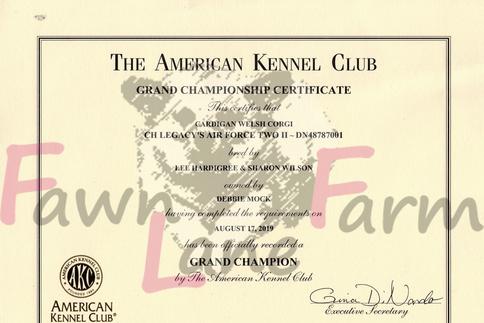 THE AMERICAN KENNEL CLUB
GRAND CHAMPIONSHIP CERTIFICATE
This certifies that
CARDIGAN WELSH CORGI
CH LEGACY'S AIR FORCE TWO II ~ DN48787001
bred by
LEE HARDIGREE & SHARON WILSON
owned by
DEBBIE MOCK
having completed the requirements on
AUGUST 17, 2019
has been officially recorded a
GRAND CHAMPION
by The American Kennel Club
Fawn Lane Farm
AMERICAN KENNEL CLUB
AKC
AMERICAN
KENNEL CLUB®
Gina DiNardo
Executive Secretary